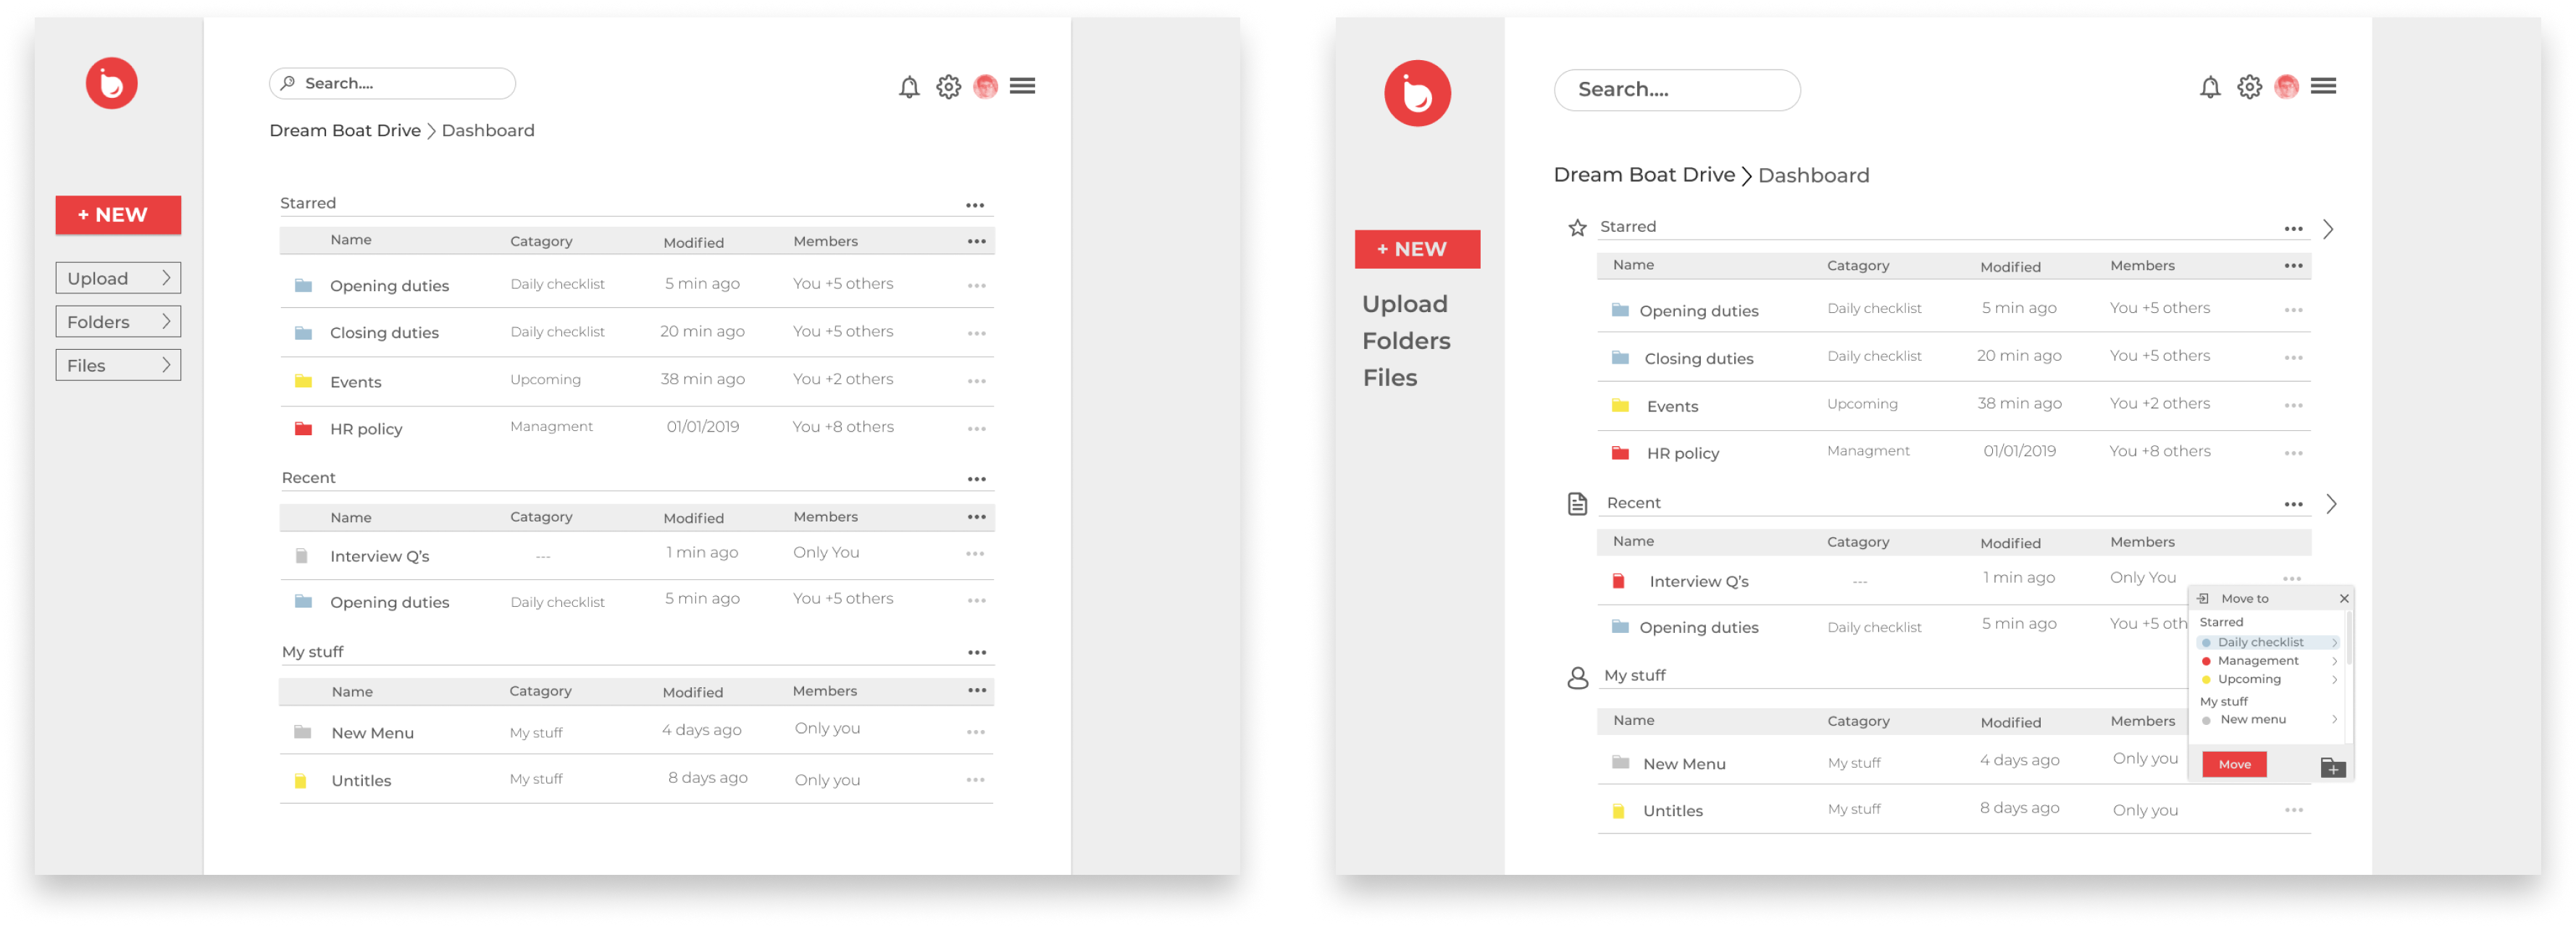 Search....
Dream Boat Drive > Dashboard
+ NEW
Upload >
Folders >
Files >
Starred ...
Name Catagory Modified Members ...
Opening duties Daily checklist 5 min ago You +5 others ...
Closing duties Daily checklist 20 min ago You +5 others ...
Events Upcoming 38 min ago You +2 others ...
HR policy Managment 01/01/2019 You +8 others ...
Recent ...
Name Catagory Modified Members ...
Interview Q's --- 1 min ago Only You ...
Opening duties Daily checklist 5 min ago You +5 others ...
My stuff ...
Name Catagory Modified Members ...
New Menu My stuff 4 days ago Only you ...
Untitles My stuff 8 days ago Only you ...
Search....
Dream Boat Drive > Dashboard
+ NEW
Upload
Folders
Files
Starred ... >
Name Catagory Modified Members ...
Opening duties Daily checklist 5 min ago You +5 others ...
Closing duties Daily checklist 20 min ago You +5 others ...
Events Upcoming 38 min ago You +2 others ...
HR policy Managment 01/01/2019 You +8 others ...
Recent ... >
Name Catagory Modified Members
Interview Q's --- 1 min ago Only You ...
Opening duties Daily checklist 5 min ago You +5 oth
My stuff
Name Catagory Modified Members
New Menu My stuff 4 days ago Only you
Untitles My stuff 8 days ago Only you ...
Move to
Starred
Daily checklist >
Management >
Upcoming >
My stuff
New menu >
Move